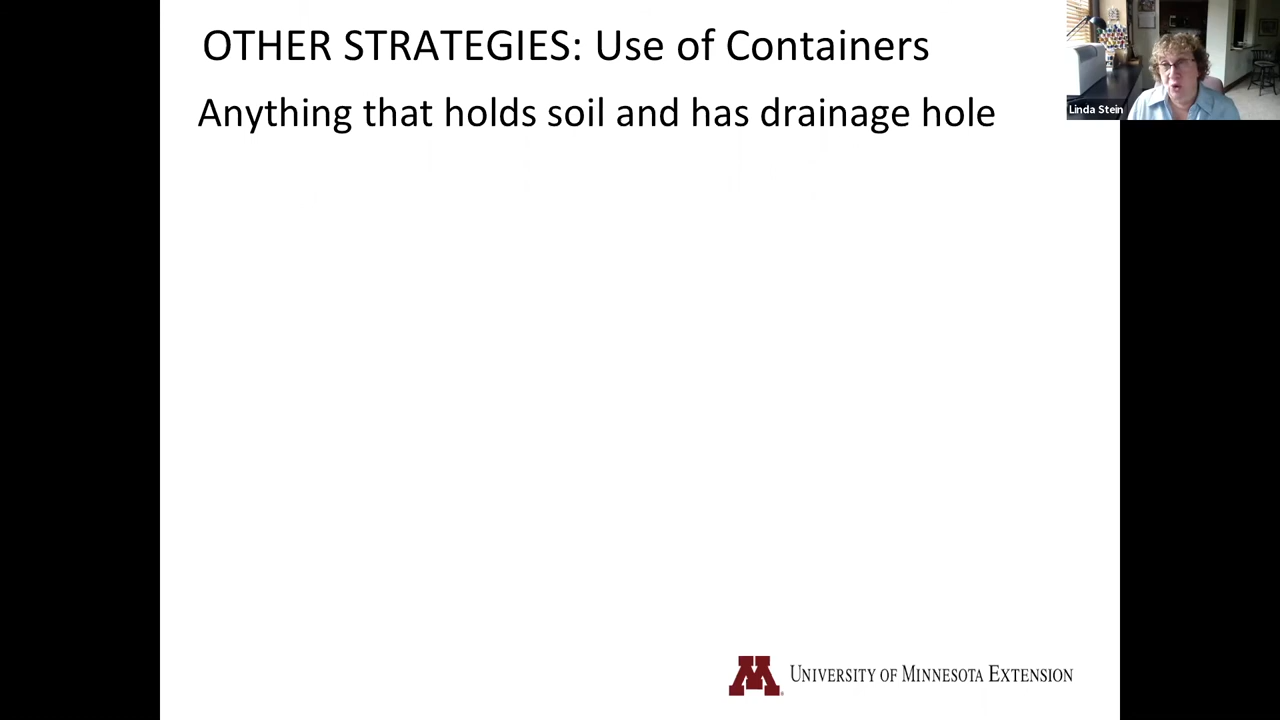 OTHER STRATEGIES: Use of Containers
Linda Stein
Anything that holds soil and has drainage hole
M
UNIVERSITY OF MINNESOTA EXTENSION